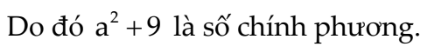 Do đó a² + 9 là số chính phương.